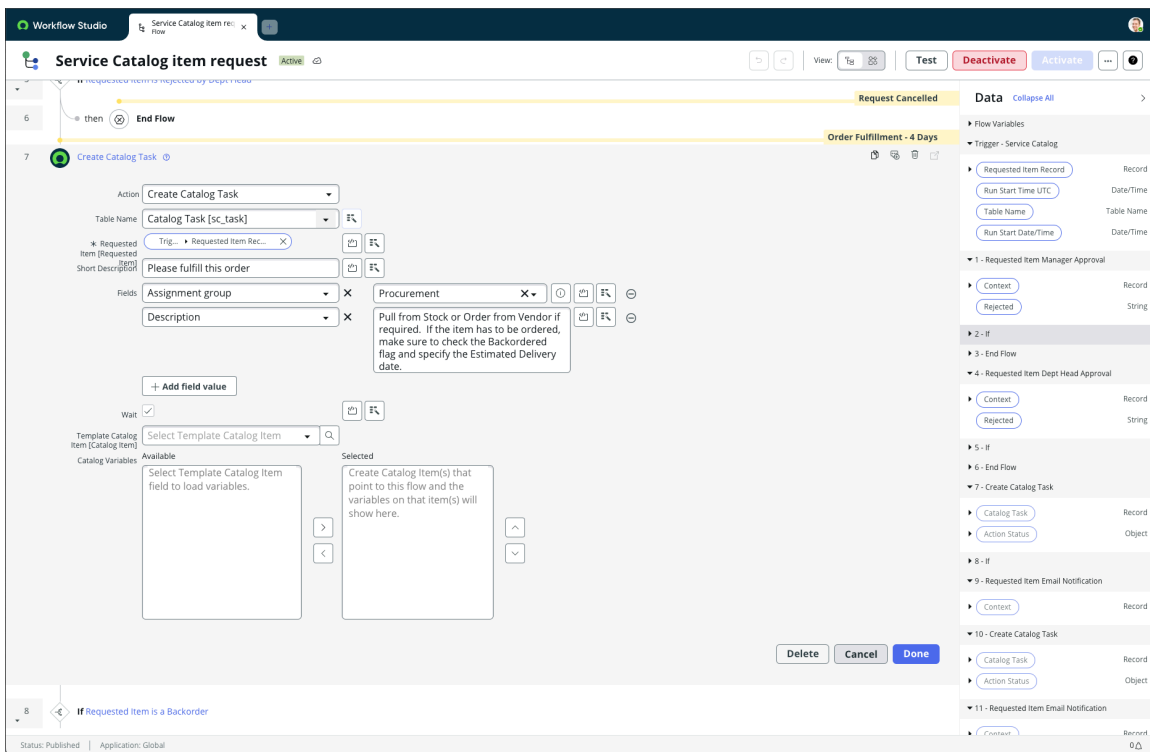 Workflow Studio
Service Catalog item req
Flow
Service Catalog item request
Active
View:
Test
Deactivate
Activate
If Requested Item is Rejected by Dept Head
Request Cancelled
6
then
End Flow
Order Fulfillment - 4 Days
7
Create Catalog Task
Action
Create Catalog Task
Table Name
Catalog Task [sc_task]
* Requested Item [Requested Item]
Trig... ▸ Requested Item Rec...
Short Description
Please fulfill this order
Fields
Assignment group
Procurement
Description
Pull from Stock or Order from Vendor if
required. If the item has to be ordered,
make sure to check the Backordered
flag and specify the Estimated Delivery
date.
+ Add field value
Wait
Template Catalog
Item [Catalog Item]
Select Template Catalog Item
Catalog Variables
Available
Select Template Catalog Item
field to load variables.
Selected
Create Catalog Item(s) that
point to this flow and the
variables on that item(s) will
show here.
Delete
Cancel
Done
8
If Requested Item is a Backorder
Data
Collapse All
Flow Variables
Trigger - Service Catalog
Requested Item Record
Record
Run Start Time UTC
Date/Time
Table Name
Table Name
Run Start Date/Time
Date/Time
1 - Requested Item Manager Approval
Context
Record
Rejected
String
2 - If
3 - End Flow
4 - Requested Item Dept Head Approval
Context
Record
Rejected
String
5 - If
6 - End Flow
7 - Create Catalog Task
Catalog Task
Record
Action Status
Object
8 - If
9 - Requested Item Email Notification
Context
Record
10 - Create Catalog Task
Catalog Task
Record
Action Status
Object
11 - Requested Item Email Notification
Context
Record
Status: Published
Application: Global
0